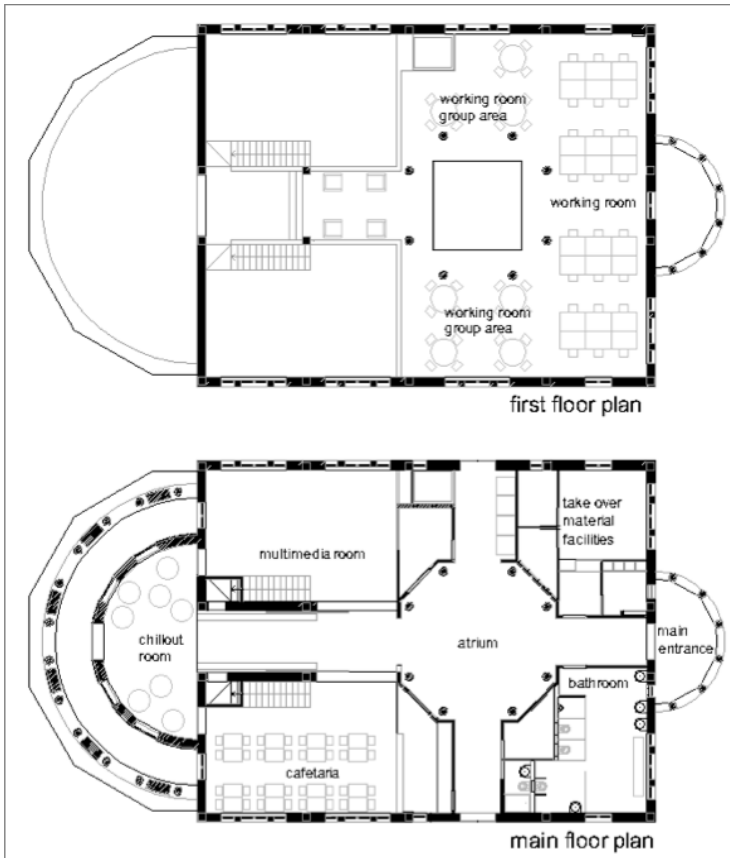 working room
group area
working room
working room
group area
first floor plan
take over
material
facilities
multimedia room
chillout
room
atrium
main
entrance
bathroom
cafetaria
main floor plan